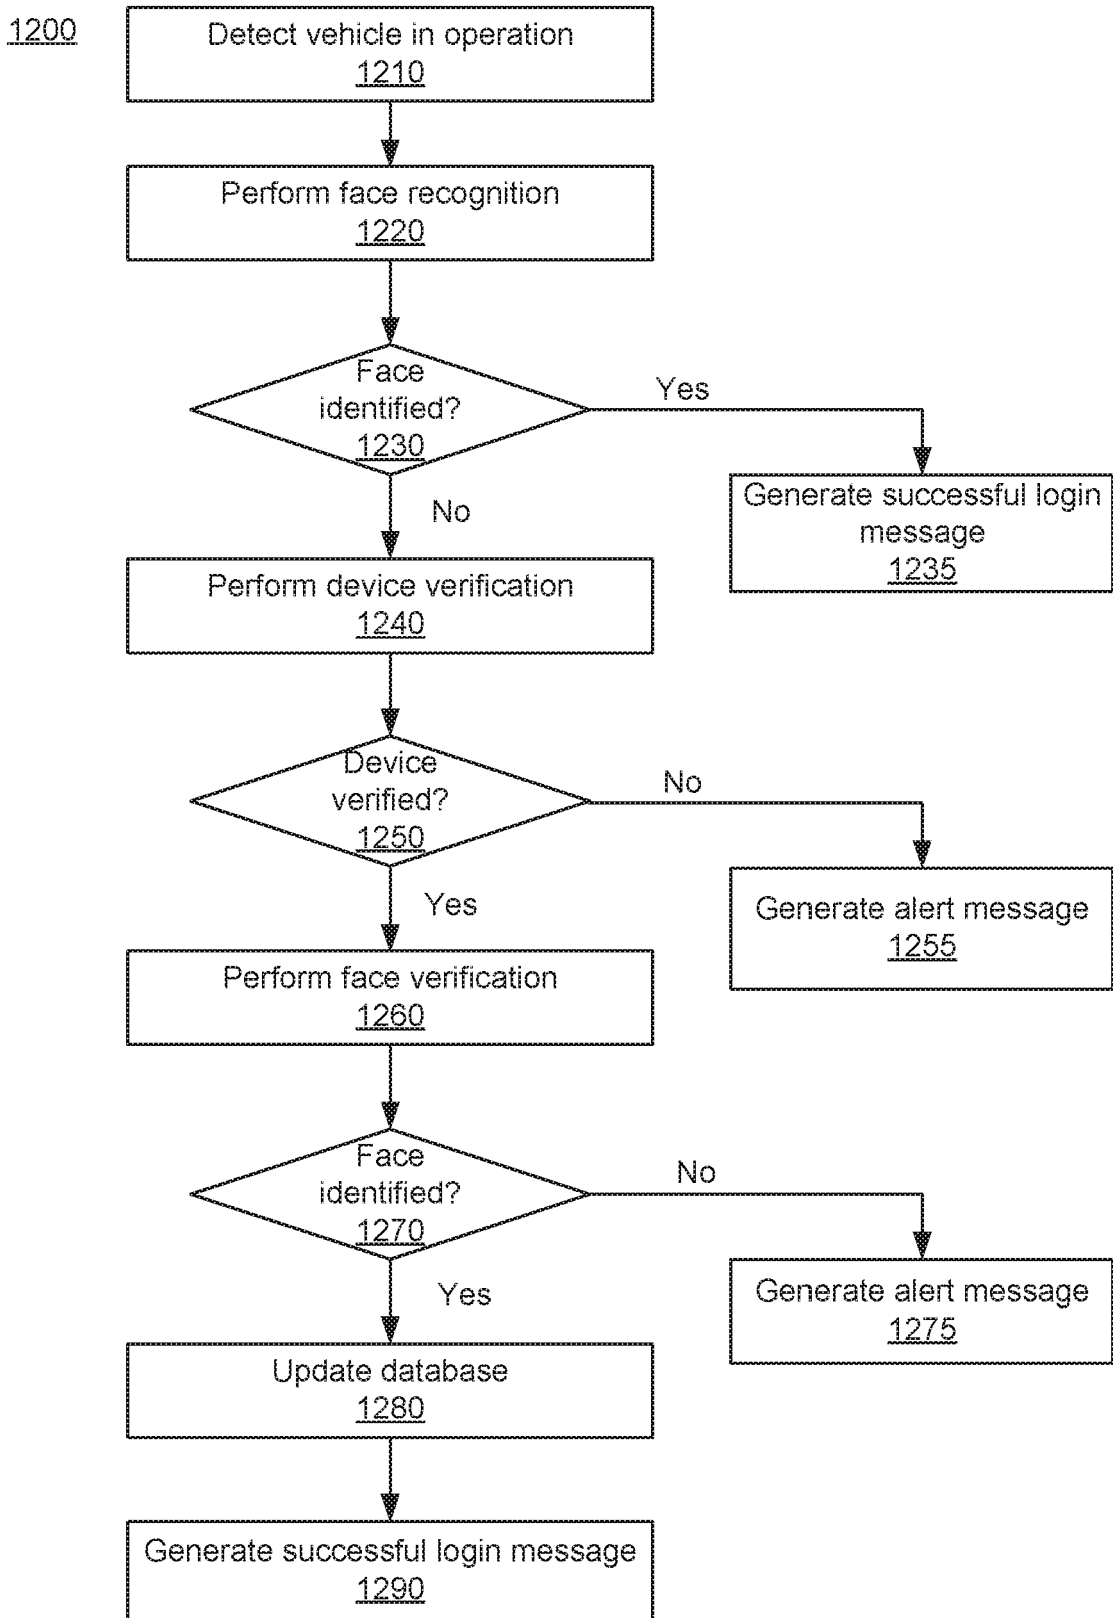 1200
Detect vehicle in operation
1210
Perform face recognition
1220
Face
identified?
1230
Yes
Generate successful login
message
1235
No
Perform device verification
1240
Device
verified?
1250
No
Generate alert message
1255
Yes
Perform face verification
1260
Face
identified?
1270
No
Generate alert message
1275
Yes
Update database
1280
Generate successful login message
1290